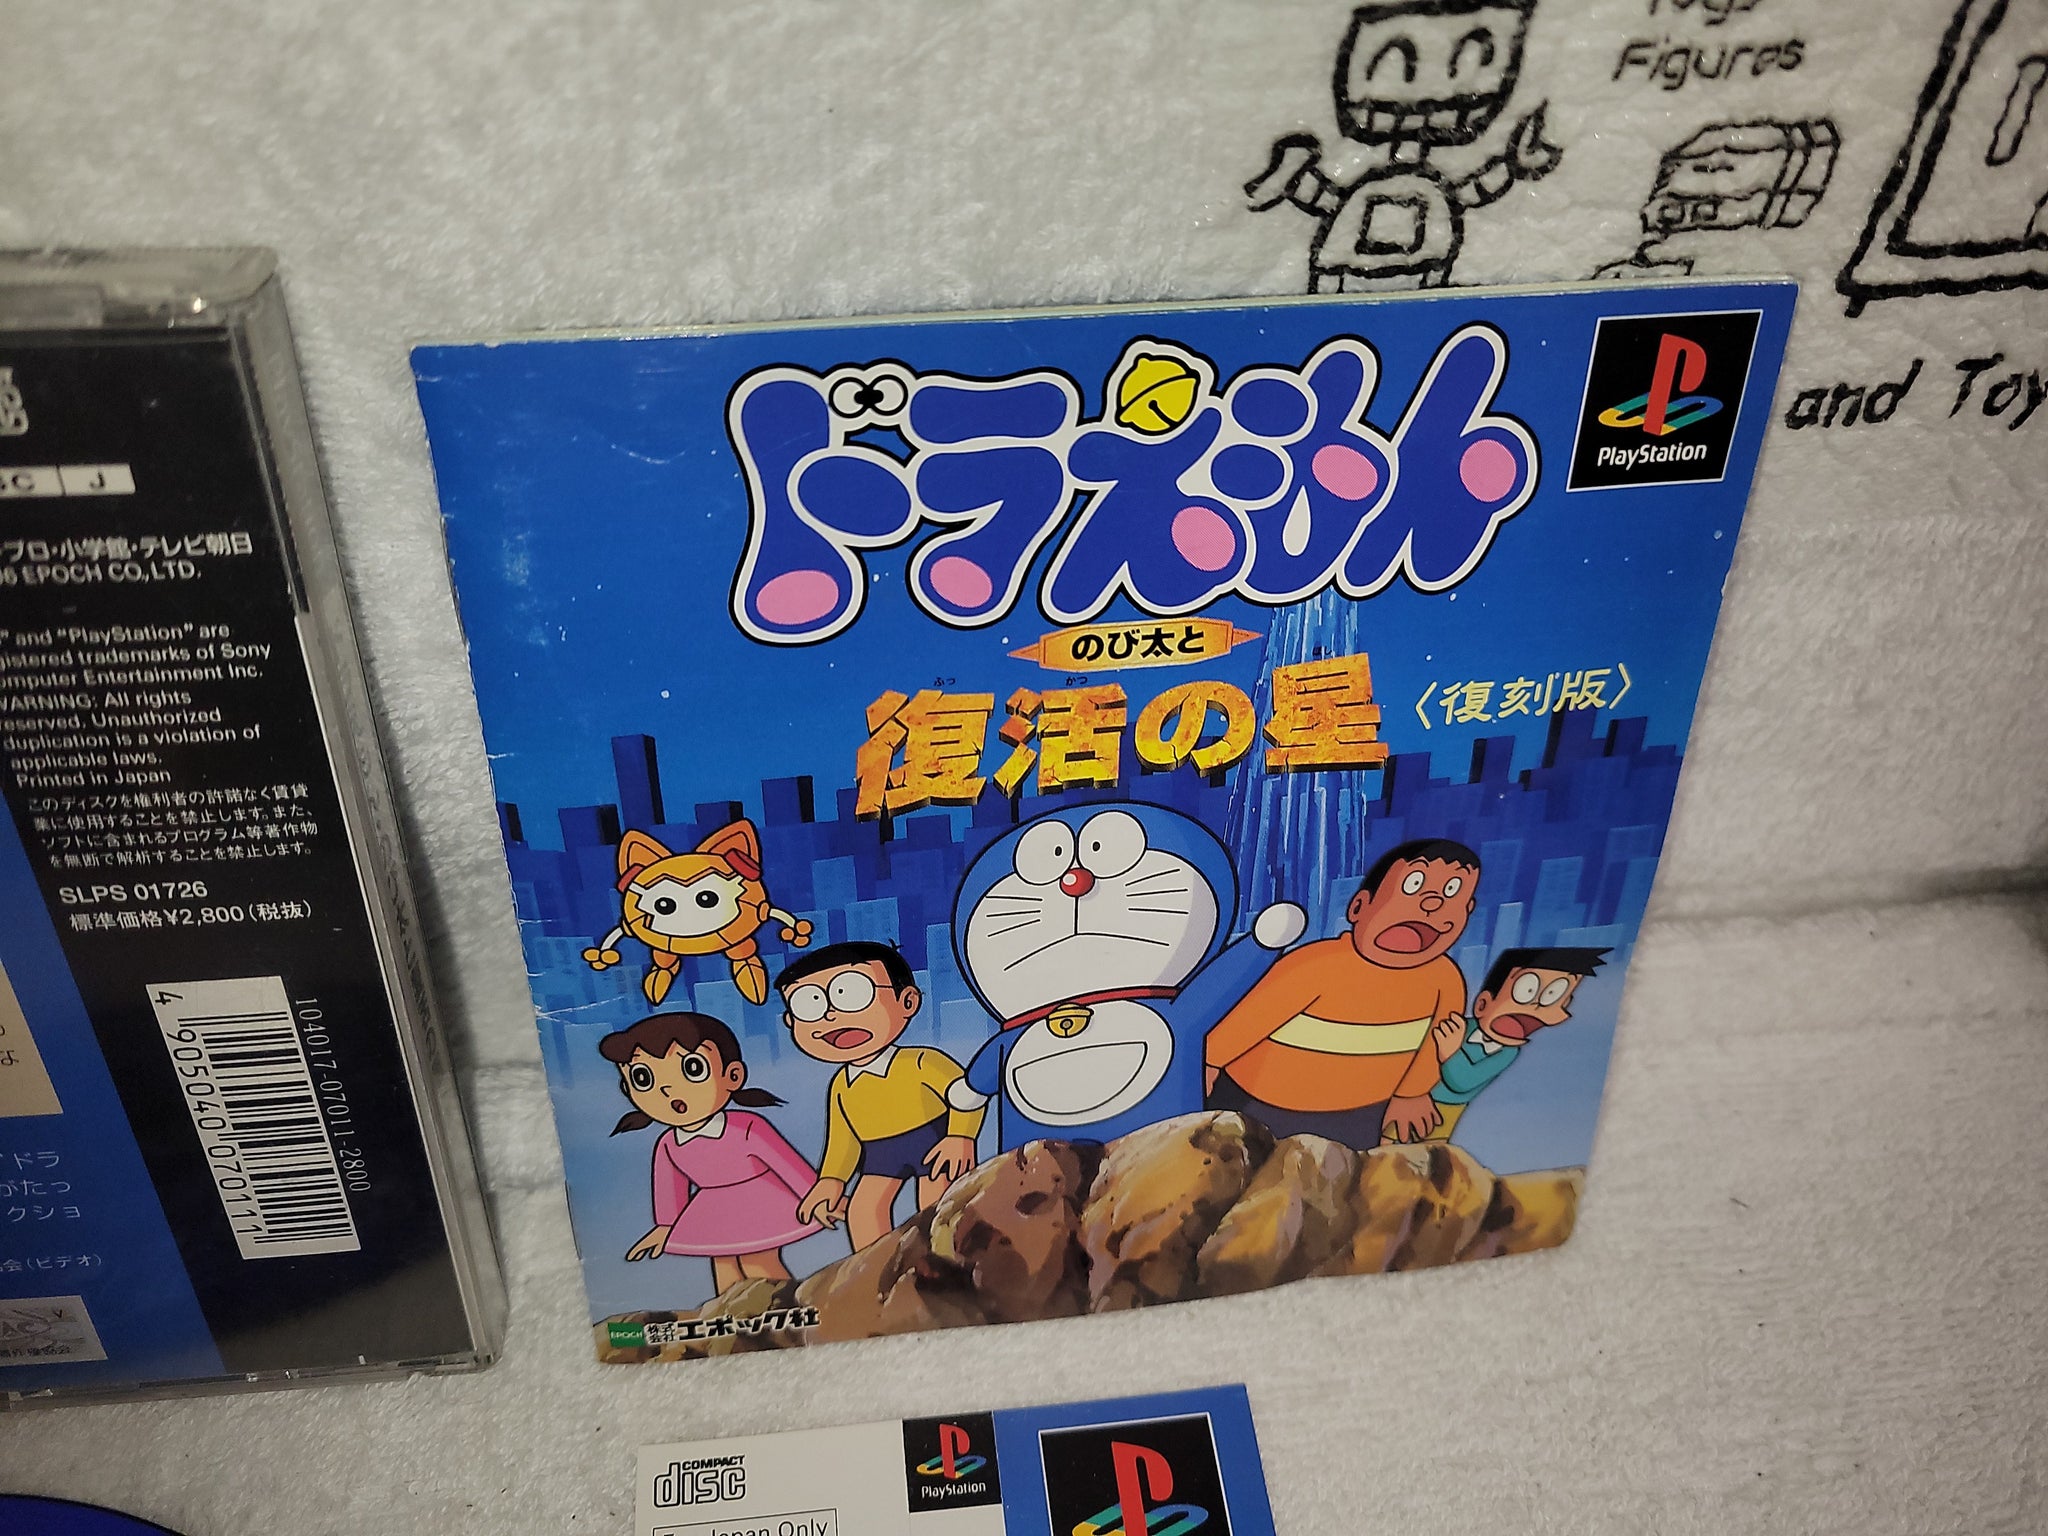 Figures
and Toy
ドラえもん
のび太と
ふっ かつ ほし
復活の星
〈復刻版〉
PlayStation
EPOCH 株式会社 エポック社
J
プロ・小学館・テレビ朝日
EPOCH CO.,LTD.
and "PlayStation" are
trademarks of Sony
Computer Entertainment Inc.
WARNING: All rights
reserved. Unauthorized
duplication is a violation of
applicable laws.
Printed in Japan
このディスクを権利者の許諾なく賃貸
業に使用することを禁止します。また、
ソフトに含まれるプログラム等著作物
を無断で解析することを禁止します。
SLPS 01726
標準価格¥2,800(税抜)
4 905040 070111
104017-07011-2800
ドラ
がたっ
クショ
(ビデオ)
COMPACT
disc
PlayStation
Japan Only